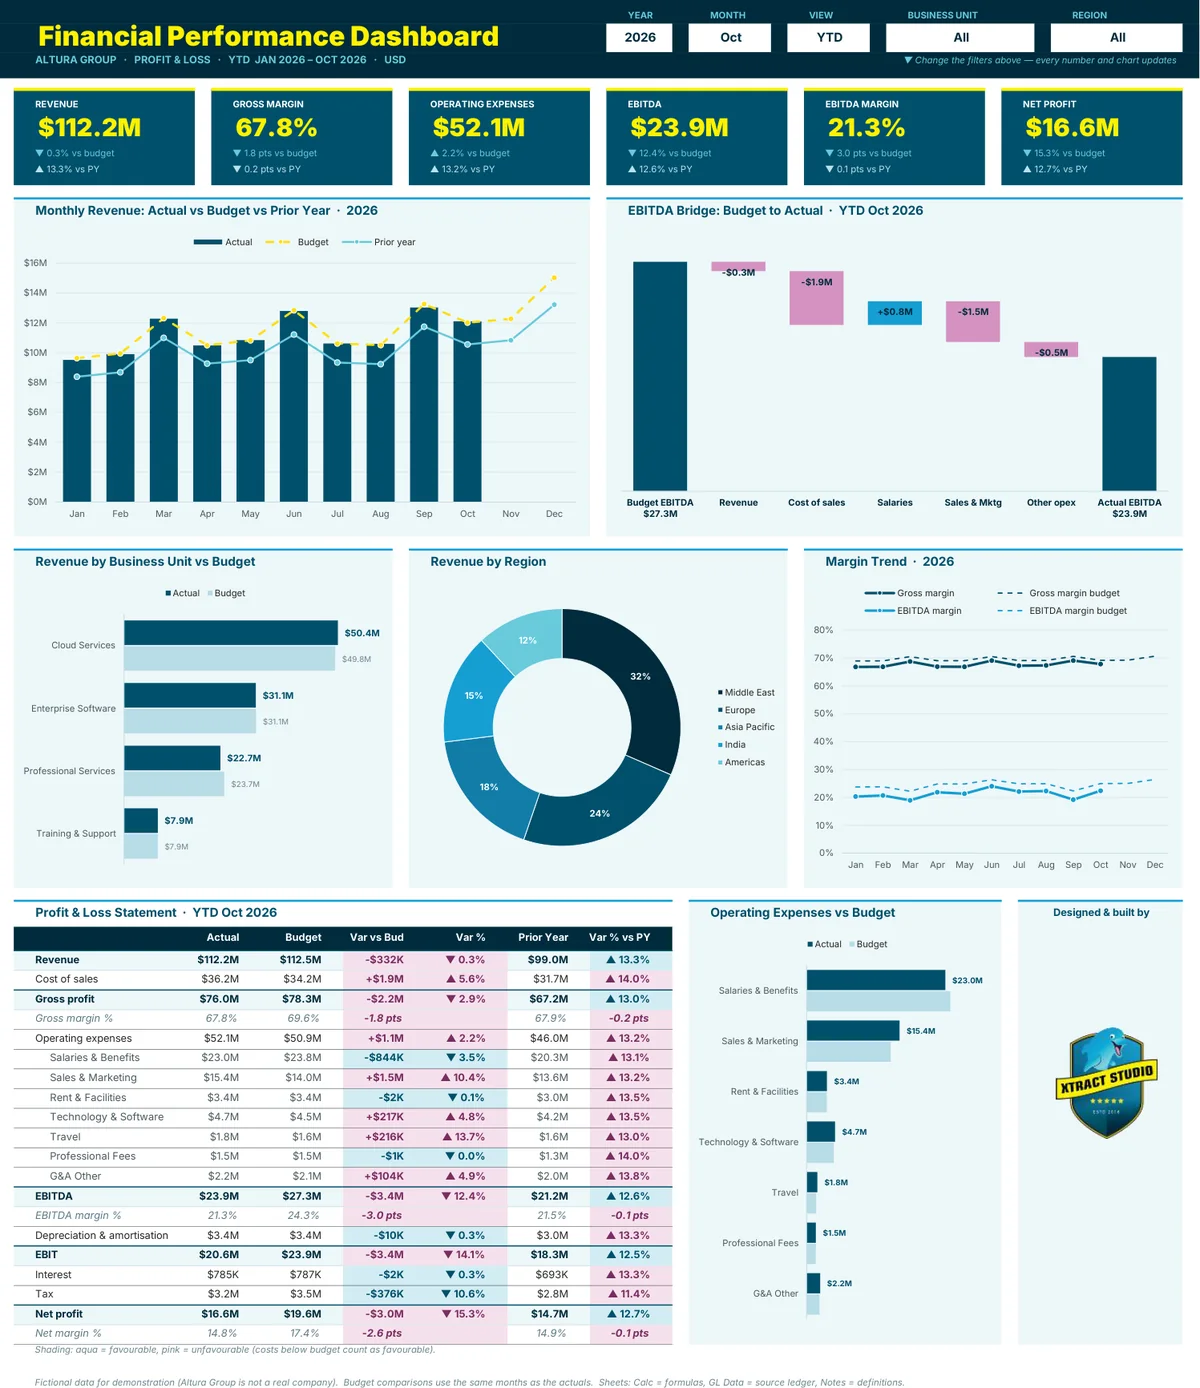 YEAR MONTH VIEW BUSINESS UNIT REGION
Financial Performance Dashboard
2026 Oct YTD All All
ALTURA GROUP · PROFIT & LOSS · YTD JAN 2026 – OCT 2026 · USD
▼ Change the filters above — every number and chart updates
REVENUE
$112.2M
▼ 0.3% vs budget
▲ 13.3% vs PY
GROSS MARGIN
67.8%
▼ 1.8 pts vs budget
▼ 0.2 pts vs PY
OPERATING EXPENSES
$52.1M
▲ 2.2% vs budget
▲ 13.2% vs PY
EBITDA
$23.9M
▼ 12.4% vs budget
▲ 12.6% vs PY
EBITDA MARGIN
21.3%
▼ 3.0 pts vs budget
▼ 0.1 pts vs PY
NET PROFIT
$16.6M
▼ 15.3% vs budget
▲ 12.7% vs PY
Monthly Revenue: Actual vs Budget vs Prior Year · 2026
Actual Budget Prior year
$16M
$14M
$12M
$10M
$8M
$6M
$4M
$2M
$0M
Jan Feb Mar Apr May Jun Jul Aug Sep Oct Nov Dec
EBITDA Bridge: Budget to Actual · YTD Oct 2026
-$0.3M
-$1.9M
+$0.8M
-$1.5M
-$0.5M
Budget EBITDA Revenue Cost of sales Salaries Sales & Mktg Other opex Actual EBITDA
$27.3M $23.9M
Revenue by Business Unit vs Budget
Actual Budget
Cloud Services
$50.4M
$49.8M
Enterprise Software
$31.1M
$31.1M
Professional Services
$22.7M
$23.7M
Training & Support
$7.9M
$7.9M
Revenue by Region
12%
32%
15%
18%
24%
Middle East
Europe
Asia Pacific
India
Americas
Margin Trend · 2026
Gross margin Gross margin budget
EBITDA margin EBITDA margin budget
80%
70%
60%
50%
40%
30%
20%
10%
0%
Jan Feb Mar Apr May Jun Jul Aug Sep Oct Nov Dec
Profit & Loss Statement · YTD Oct 2026
Actual Budget Var vs Bud Var % Prior Year Var % vs PY
Revenue $112.2M $112.5M -$332K ▼ 0.3% $99.0M ▲ 13.3%
Cost of sales $36.2M $34.2M +$1.9M ▲ 5.6% $31.7M ▲ 14.0%
Gross profit $76.0M $78.3M -$2.2M ▼ 2.9% $67.2M ▲ 13.0%
Gross margin % 67.8% 69.6% -1.8 pts 67.9% -0.2 pts
Operating expenses $52.1M $50.9M +$1.1M ▲ 2.2% $46.0M ▲ 13.2%
Salaries & Benefits $23.0M $23.8M -$844K ▼ 3.5% $20.3M ▲ 13.1%
Sales & Marketing $15.4M $14.0M +$1.5M ▲ 10.4% $13.6M ▲ 13.2%
Rent & Facilities $3.4M $3.4M -$2K ▼ 0.1% $3.0M ▲ 13.5%
Technology & Software $4.7M $4.5M +$217K ▲ 4.8% $4.2M ▲ 13.5%
Travel $1.8M $1.6M +$216K ▲ 13.7% $1.6M ▲ 13.0%
Professional Fees $1.5M $1.5M -$1K ▼ 0.0% $1.3M ▲ 14.0%
G&A Other $2.2M $2.1M +$104K ▲ 4.9% $2.0M ▲ 13.8%
EBITDA $23.9M $27.3M -$3.4M ▼ 12.4% $21.2M ▲ 12.6%
EBITDA margin % 21.3% 24.3% -3.0 pts 21.5% -0.1 pts
Depreciation & amortisation $3.4M $3.4M -$10K ▼ 0.3% $3.0M ▲ 13.3%
EBIT $20.6M $23.9M -$3.4M ▼ 14.1% $18.3M ▲ 12.5%
Interest $785K $787K -$2K ▼ 0.3% $693K ▲ 13.3%
Tax $3.2M $3.5M -$376K ▼ 10.6% $2.8M ▲ 11.4%
Net profit $16.6M $19.6M -$3.0M ▼ 15.3% $14.7M ▲ 12.7%
Net margin % 14.8% 17.4% -2.6 pts 14.9% -0.1 pts
Shading: aqua = favourable, pink = unfavourable (costs below budget count as favourable).
Operating Expenses vs Budget
Actual Budget
Salaries & Benefits $23.0M
Sales & Marketing $15.4M
Rent & Facilities $3.4M
Technology & Software $4.7M
Travel $1.8M
Professional Fees $1.5M
G&A Other $2.2M
Designed & built by
XTRACT STUDIO
Fictional data for demonstration (Altura Group is not a real company). Budget comparisons use the same months as the actuals. Sheets: Calc = formulas, GL Data = source ledger, Notes = definitions.